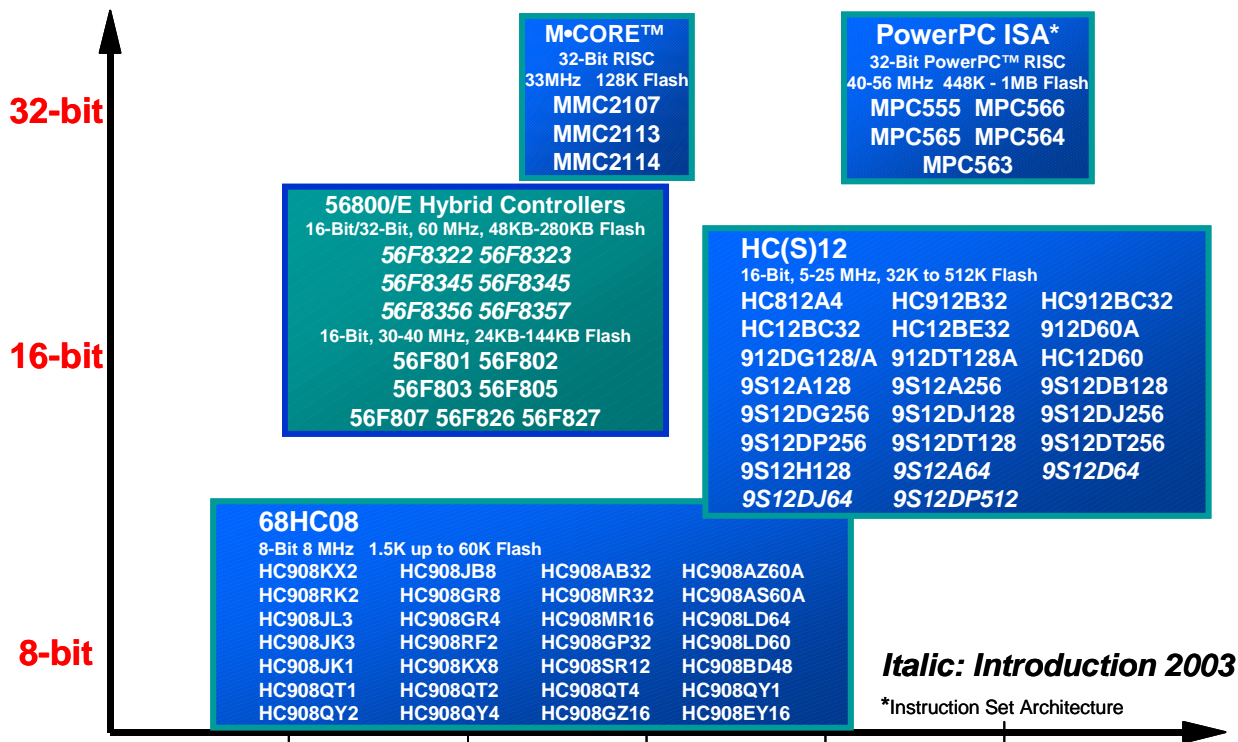 32-bit
16-bit
8-bit
M•CORE™
32-Bit RISC
33MHz 128K Flash
MMC2107
MMC2113
MMC2114
PowerPC ISA*
32-Bit PowerPC™ RISC
40-56 MHz 448K - 1MB Flash
MPC555 MPC566
MPC565 MPC564
MPC563
56800/E Hybrid Controllers
16-Bit/32-Bit, 60 MHz, 48KB-280KB Flash
56F8322 56F8323
56F8345 56F8345
56F8356 56F8357
16-Bit, 30-40 MHz, 24KB-144KB Flash
56F801 56F802
56F803 56F805
56F807 56F826 56F827
HC(S)12
16-Bit, 5-25 MHz, 32K to 512K Flash
HC812A4 HC912B32 HC912BC32
HC12BC32 HC12BE32 912D60A
912DG128/A 912DT128A HC12D60
9S12A128 9S12A256 9S12DB128
9S12DG256 9S12DJ128 9S12DJ256
9S12DP256 9S12DT128 9S12DT256
9S12H128 9S12A64 9S12D64
9S12DJ64 9S12DP512
68HC08
8-Bit 8 MHz 1.5K up to 60K Flash
HC908KX2 HC908JB8 HC908AB32 HC908AZ60A
HC908RK2 HC908GR8 HC908MR32 HC908AS60A
HC908JL3 HC908GR4 HC908MR16 HC908LD64
HC908JK3 HC908RF2 HC908GP32 HC908LD60
HC908JK1 HC908KX8 HC908SR12 HC908BD48
HC908QT1 HC908QT2 HC908QT4 HC908QY1
HC908QY2 HC908QY4 HC908GZ16 HC908EY16
Italic: Introduction 2003
*Instruction Set Architecture